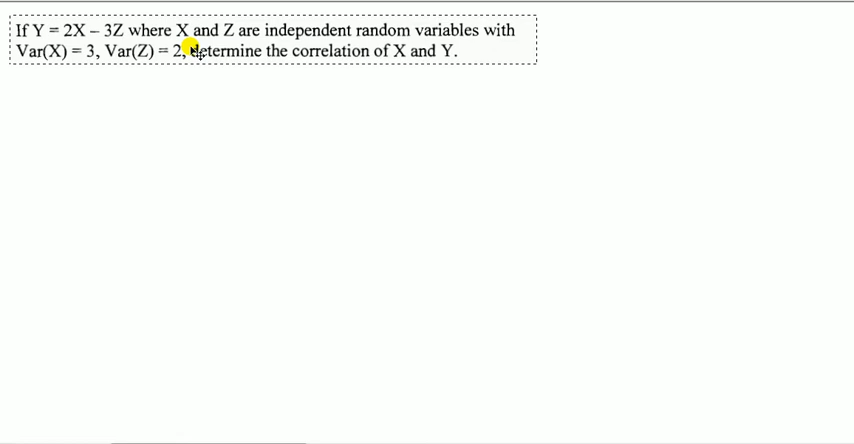 If Y = 2X – 3Z where X and Z are independent random variables with
Var(X) = 3, Var(Z) = 2, determine the correlation of X and Y.